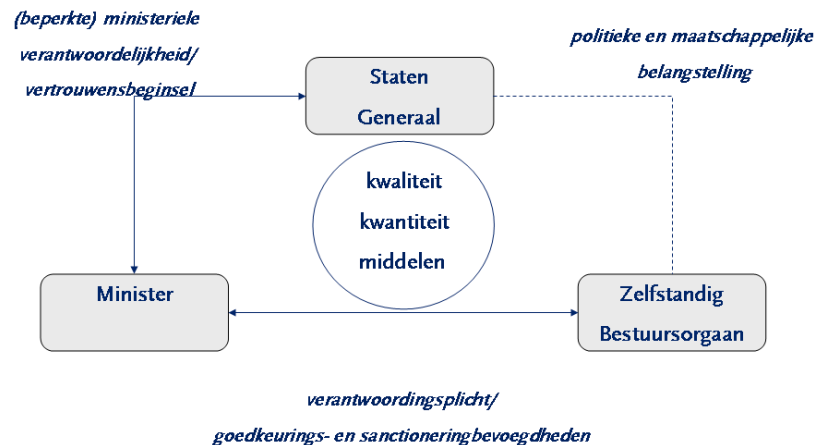 (beperkte) ministeriele
verantwoordelijkheid/
vertrouwensbeginsel
politieke en maatschappelijke
belangstelling
Staten
Generaal
kwaliteit
kwantiteit
middelen
Minister
Zelfstandig
Bestuursorgaan
verantwoordingsplicht/
goedkeurings- en sanctioneringbevoegdheden